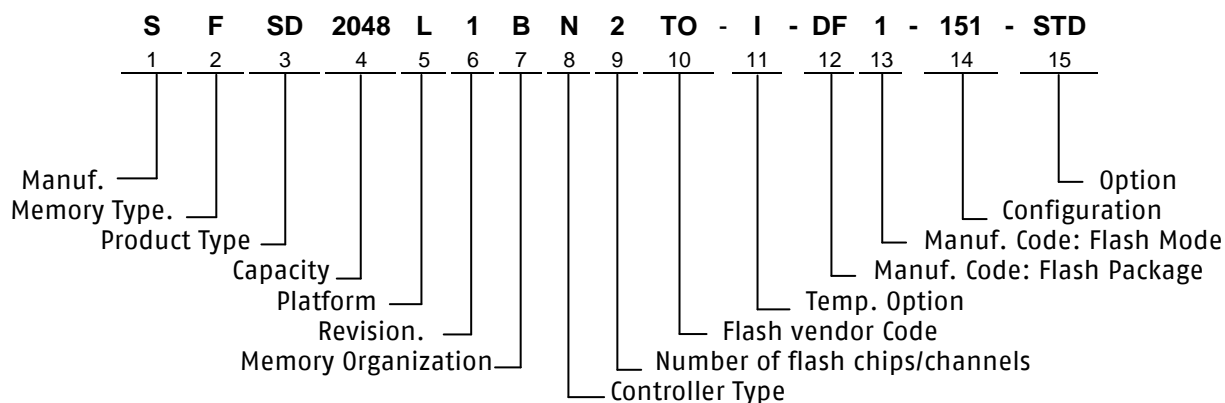 S F SD 2048 L 1 B N 2 TO - I - DF 1 - 151 - STD
1 2 3 4 5 6 7 8 9 10 11 12 13 14 15
Manuf. Option
Memory Type. Configuration
Product Type Manuf. Code: Flash Mode
Capacity Manuf. Code: Flash Package
Platform Temp. Option
Revision. Flash vendor Code
Memory Organization Number of flash chips/channels
Controller Type